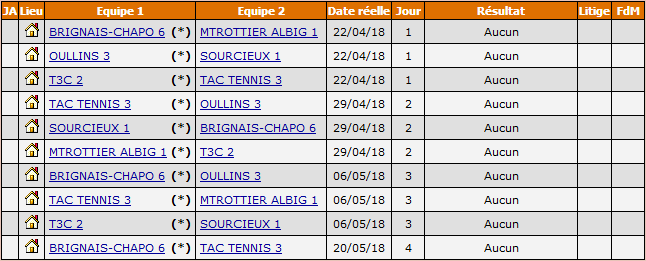 JA Lieu Equipe 1 Equipe 2 Date réelle Jour Résultat Litige FdM
BRIGNAIS-CHAPO 6 (*) MTROTTIER ALBIG 1 22/04/18 1 Aucun
OULLINS 3 (*) SOURCIEUX 1 22/04/18 1 Aucun
T3C 2 (*) TAC TENNIS 3 22/04/18 1 Aucun
TAC TENNIS 3 (*) OULLINS 3 29/04/18 2 Aucun
SOURCIEUX 1 (*) BRIGNAIS-CHAPO 6 29/04/18 2 Aucun
MTROTTIER ALBIG 1 (*) T3C 2 29/04/18 2 Aucun
BRIGNAIS-CHAPO 6 (*) OULLINS 3 06/05/18 3 Aucun
TAC TENNIS 3 (*) MTROTTIER ALBIG 1 06/05/18 3 Aucun
T3C 2 (*) SOURCIEUX 1 06/05/18 3 Aucun
BRIGNAIS-CHAPO 6 (*) TAC TENNIS 3 20/05/18 4 Aucun